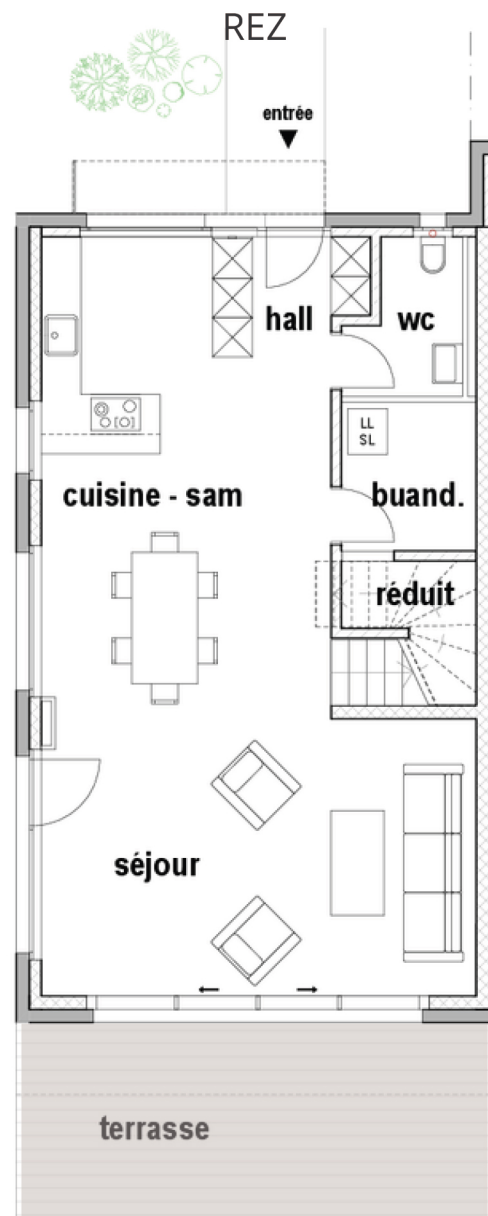 REZ
entrée
hall
wc
LL
SL
cuisine - sam
buand.
réduit
séjour
terrasse